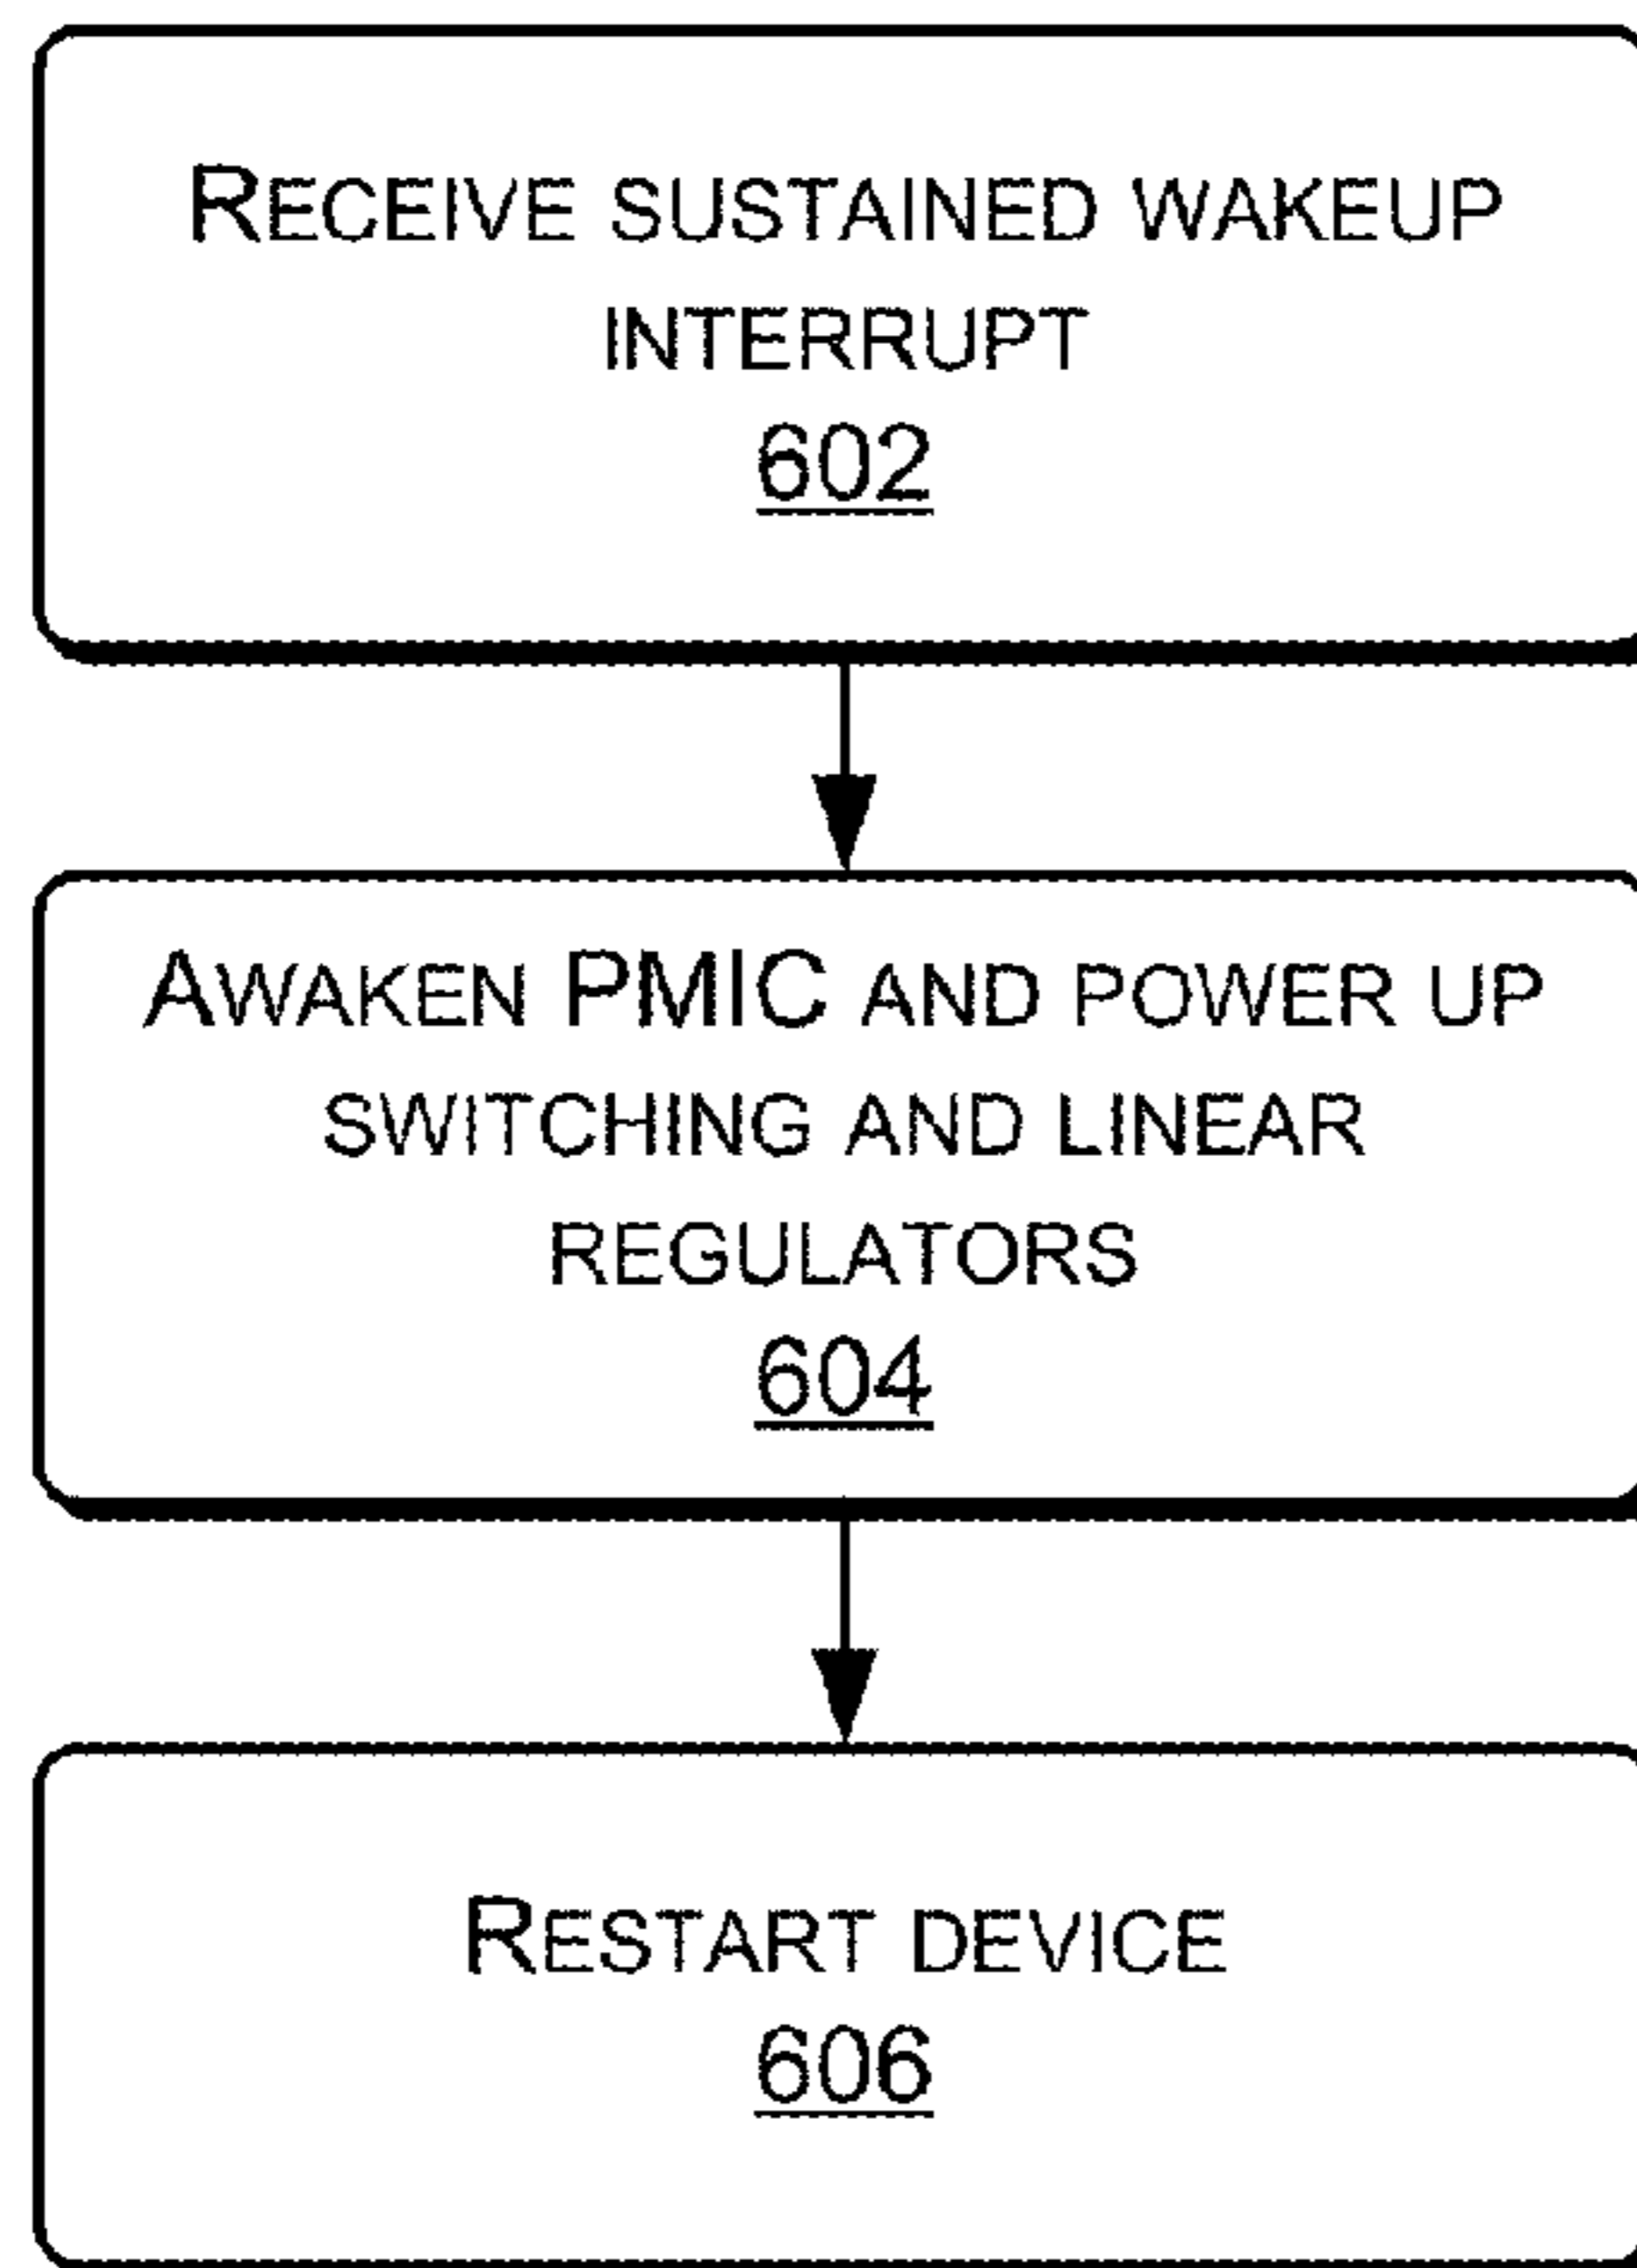 RECEIVE SUSTAINED WAKEUP
INTERRUPT
602
AWAKEN PMIC AND POWER UP
SWITCHING AND LINEAR
REGULATORS
604
RESTART DEVICE
606